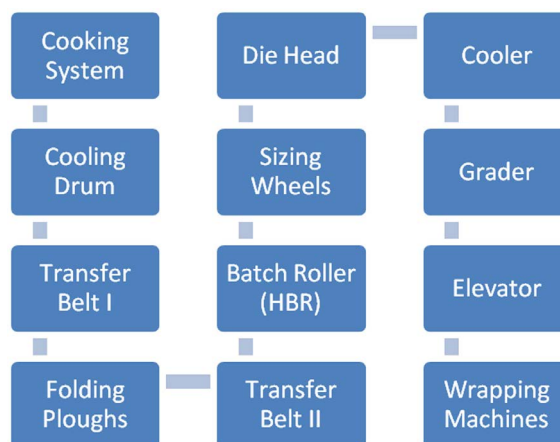 Cooking
System
Cooling
Drum
Transfer
Belt I
Folding
Ploughs
Transfer
Belt II
Batch Roller
(HBR)
Sizing
Wheels
Die Head
Cooler
Grader
Elevator
Wrapping
Machines